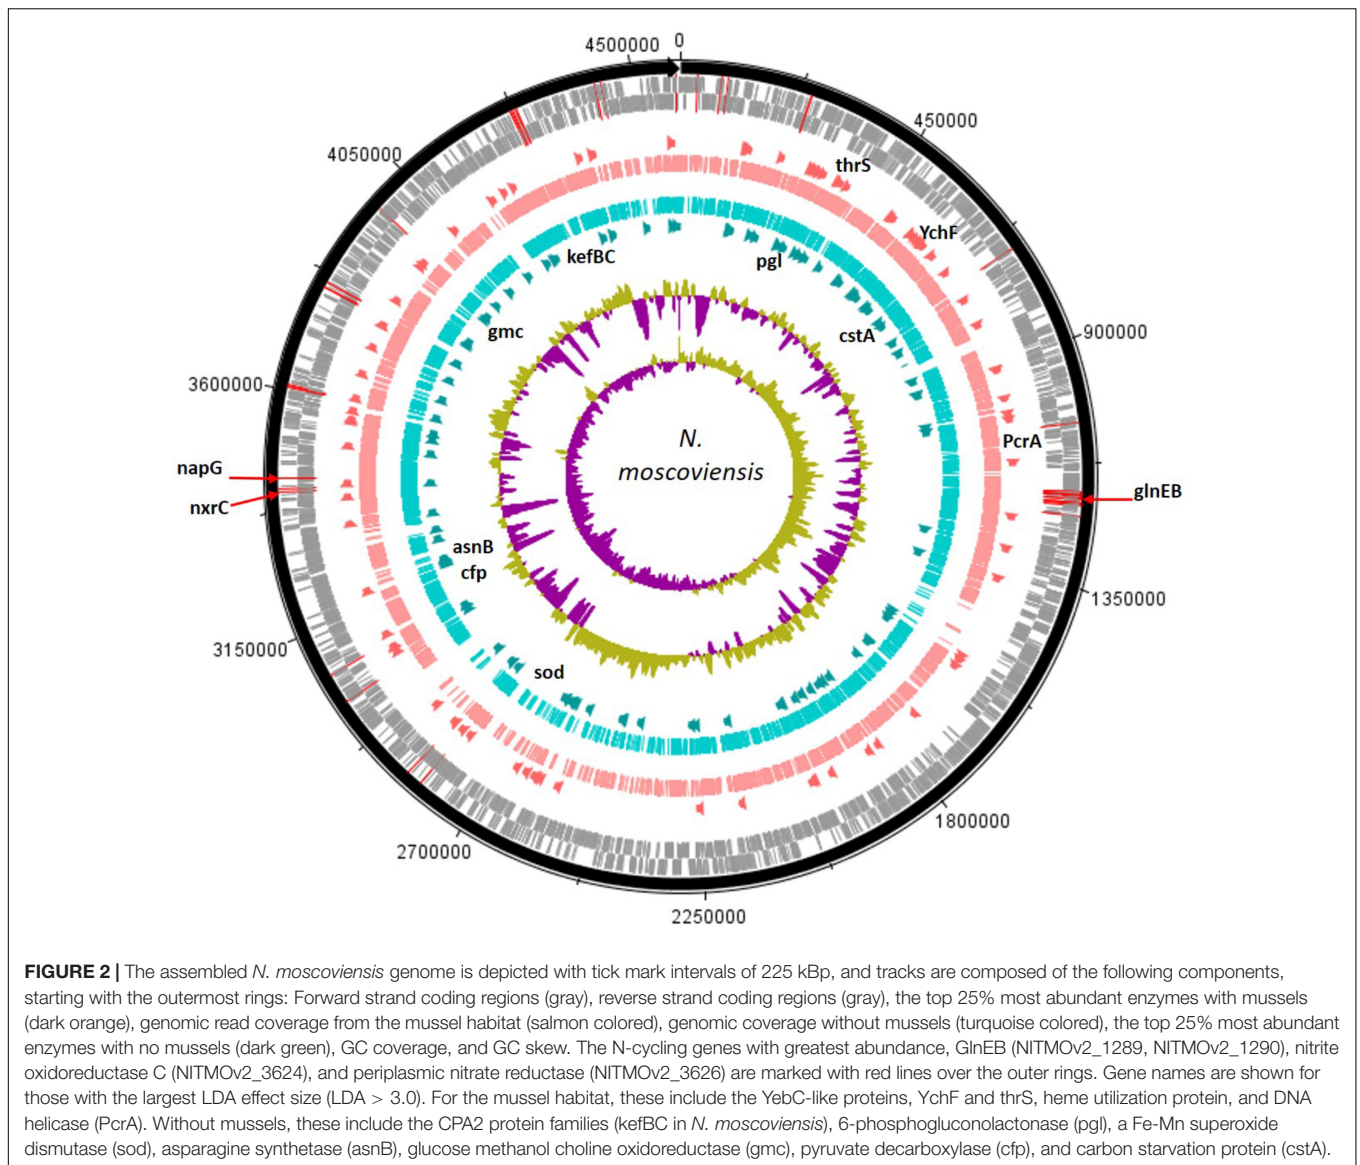 4500000 0
450000
4050000
thrS
YchF
kefBC
pgl
gmc
cstA
900000
3600000
N.
moscoviensis
PcrA
napG
nxrC
glnEB
asnB
cfp
1350000
3150000
sod
1800000
2700000
2250000
FIGURE 2 | The assembled N. moscoviensis genome is depicted with tick mark intervals of 225 kBp, and tracks are composed of the following components,
starting with the outermost rings: Forward strand coding regions (gray), reverse strand coding regions (gray), the top 25% most abundant enzymes with mussels
(dark orange), genomic read coverage from the mussel habitat (salmon colored), genomic coverage without mussels (turquoise colored), the top 25% most abundant
enzymes with no mussels (dark green), GC coverage, and GC skew. The N-cycling genes with greatest abundance, GlnEB (NITMOv2_1289, NITMOv2_1290), nitrite
oxidoreductase C (NITMOv2_3624), and periplasmic nitrate reductase (NITMOv2_3626) are marked with red lines over the outer rings. Gene names are shown for
those with the largest LDA effect size (LDA > 3.0). For the mussel habitat, these include the YebC-like proteins, YchF and thrS, heme utilization protein, and DNA
helicase (PcrA). Without mussels, these include the CPA2 protein families (kefBC in N. moscoviensis), 6-phosphogluconolactonase (pgl), a Fe-Mn superoxide
dismutase (sod), asparagine synthetase (asnB), glucose methanol choline oxidoreductase (gmc), pyruvate decarboxylase (cfp), and carbon starvation protein (cstA).